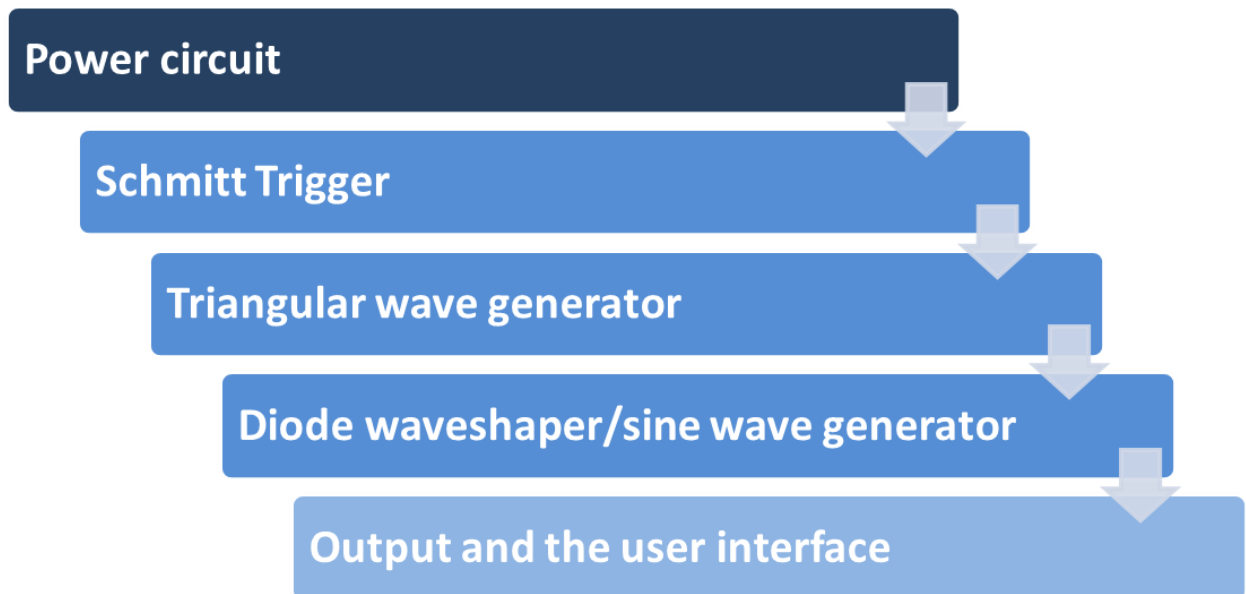 Power circuit
Schmitt Trigger
Triangular wave generator
Diode waveshaper/sine wave generator
Output and the user interface